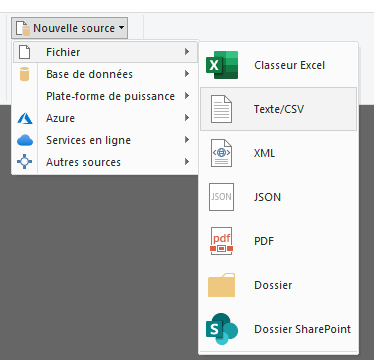 Nouvelle source
Fichier
Base de données
Plate-forme de puissance
Azure
Services en ligne
Autres sources
Classeur Excel
Texte/CSV
XML
JSON
JSON
pdf
PDF
Dossier
S
Dossier SharePoint